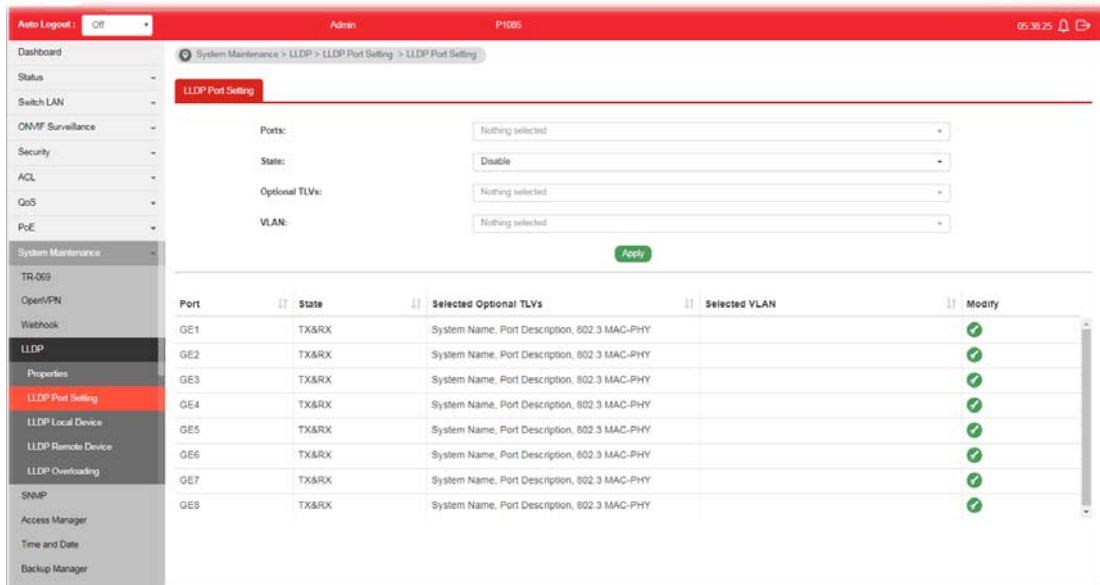 Auto Logout : Off Admin P1085 05:38:25
Dashboard
Status
Switch LAN
ONVIF Surveillance
Security
ACL
QoS
PoE
System Maintenance
TR-069
OpenVPN
Webhook
LLDP
Properties
LLDP Port Setting
LLDP Local Device
LLDP Remote Device
LLDP Overloading
SNMP
Access Manager
Time and Date
Backup Manager
System Maintenance > LLDP > LLDP Port Setting > LLDP Port Setting
LLDP Port Setting
Ports: Nothing selected
State: Disable
Optional TLVs: Nothing selected
VLAN: Nothing selected
Apply
Port State Selected Optional TLVs Selected VLAN Modify
GE1 TX&RX System Name, Port Description, 802.3 MAC-PHY
GE2 TX&RX System Name, Port Description, 802.3 MAC-PHY
GE3 TX&RX System Name, Port Description, 802.3 MAC-PHY
GE4 TX&RX System Name, Port Description, 802.3 MAC-PHY
GE5 TX&RX System Name, Port Description, 802.3 MAC-PHY
GE6 TX&RX System Name, Port Description, 802.3 MAC-PHY
GE7 TX&RX System Name, Port Description, 802.3 MAC-PHY
GE8 TX&RX System Name, Port Description, 802.3 MAC-PHY